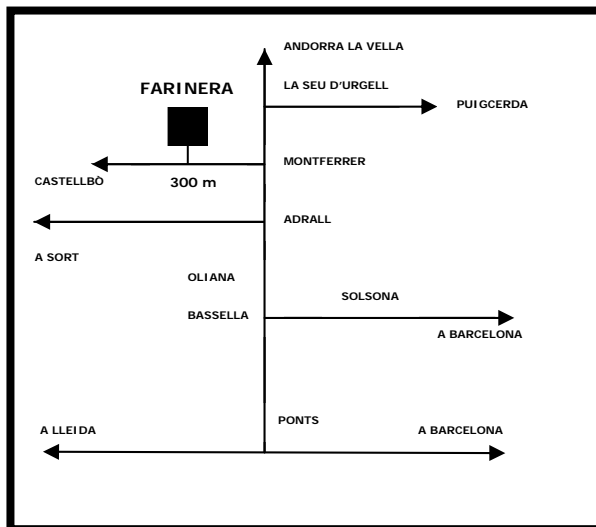 ANDORRA LA VELLA
FARINERA
LA SEU D'URGELL
PUIGCERDA
MONTFERRER
CASTELLBÒ
300 m
ADRALL
A SORT
OLIANA
SOLSONA
BASSELLA
A BARCELONA
PONTS
A LLEIDA
A BARCELONA